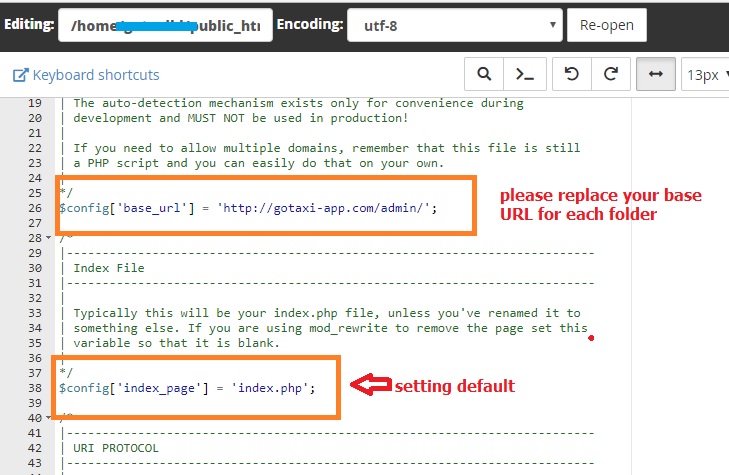 Editing: /home public_htr Encoding: utf-8 Re-open
Keyboard shortcuts 13px
19 | The auto-detection mechanism exists only for convenience during
20 | development and MUST NOT be used in production!
21 |
22 | If you need to allow multiple domains, remember that this file is still
23 | a PHP script and you can easily do that on your own.
24 |
25 */
26 $config['base_url'] = 'http://gotaxi-app.com/admin/';
27
please replace your base
URL for each folder
28 /*
29 |--------------------------------------------------------------------------
30 | Index File
31 |--------------------------------------------------------------------------
32 |
33 | Typically this will be your index.php file, unless you've renamed it to
34 | something else. If you are using mod_rewrite to remove the page set this
35 | variable so that it is blank.
36 |
37 */
38 $config['index_page'] = 'index.php';
setting default
39
40 /*
41 |--------------------------------------------------------------------------
42 | URI PROTOCOL
43 |--------------------------------------------------------------------------